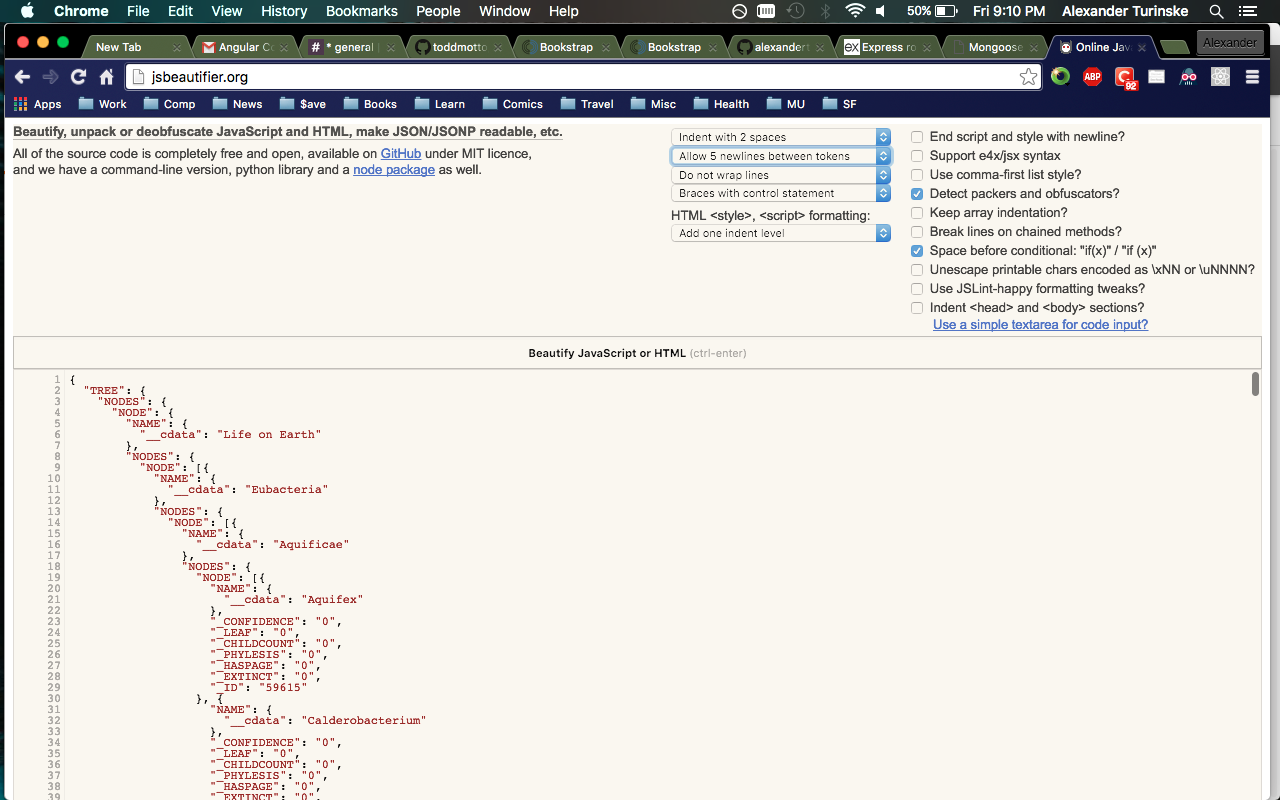 Chrome File Edit View History Bookmarks People Window Help 50% Fri 9:10 PM Alexander Turinske
New Tab Angular Co # * general toddmotto Bookstrap Bookstrap alexandert ex Express ro Mongoose Online Java Alexander
jsbeautifier.org ABP C 92
Apps Work Comp News $ave Books Learn Comics Travel Misc Health MU SF
Beautify, unpack or deobfuscate JavaScript and HTML, make JSON/JSONP readable, etc.
All of the source code is completely free and open, available on GitHub under MIT licence,
and we have a command-line version, python library and a node package as well.
Indent with 2 spaces
Allow 5 newlines between tokens
Do not wrap lines
Braces with control statement
HTML <style>, <script> formatting:
Add one indent level
End script and style with newline?
Support e4x/jsx syntax
Use comma-first list style?
Detect packers and obfuscators?
Keep array indentation?
Break lines on chained methods?
Space before conditional: "if(x)" / "if (x)"
Unescape printable chars encoded as \xNN or \uNNNN?
Use JSLint-happy formatting tweaks?
Indent <head> and <body> sections?
Use a simple textarea for code input?
Beautify JavaScript or HTML (ctrl-enter)
1 {
2 "TREE": {
3 "NODES": {
4 "NODE": {
5 "NAME": {
6 "__cdata": "Life on Earth"
7 },
8 "NODES": {
9 "NODE": [{
10 "NAME": {
11 "__cdata": "Eubacteria"
12 },
13 "NODES": {
14 "NODE": [{
15 "NAME": {
16 "__cdata": "Aquificae"
17 },
18 "NODES": {
19 "NODE": [{
20 "NAME": {
21 "__cdata": "Aquifex"
22 },
23 "_CONFIDENCE": "0",
24 "_LEAF": "0",
25 "_CHILDCOUNT": "0",
26 "_PHYLESIS": "0",
27 "_HASPAGE": "0",
28 "_EXTINCT": "0",
29 "_ID": "59615"
30 }, {
31 "NAME": {
32 "__cdata": "Calderobacterium"
33 },
34 "_CONFIDENCE": "0",
35 "_LEAF": "0",
36 "_CHILDCOUNT": "0",
37 "_PHYLESIS": "0",
38 "_HASPAGE": "0",
39 "_EXTINCT": "0",